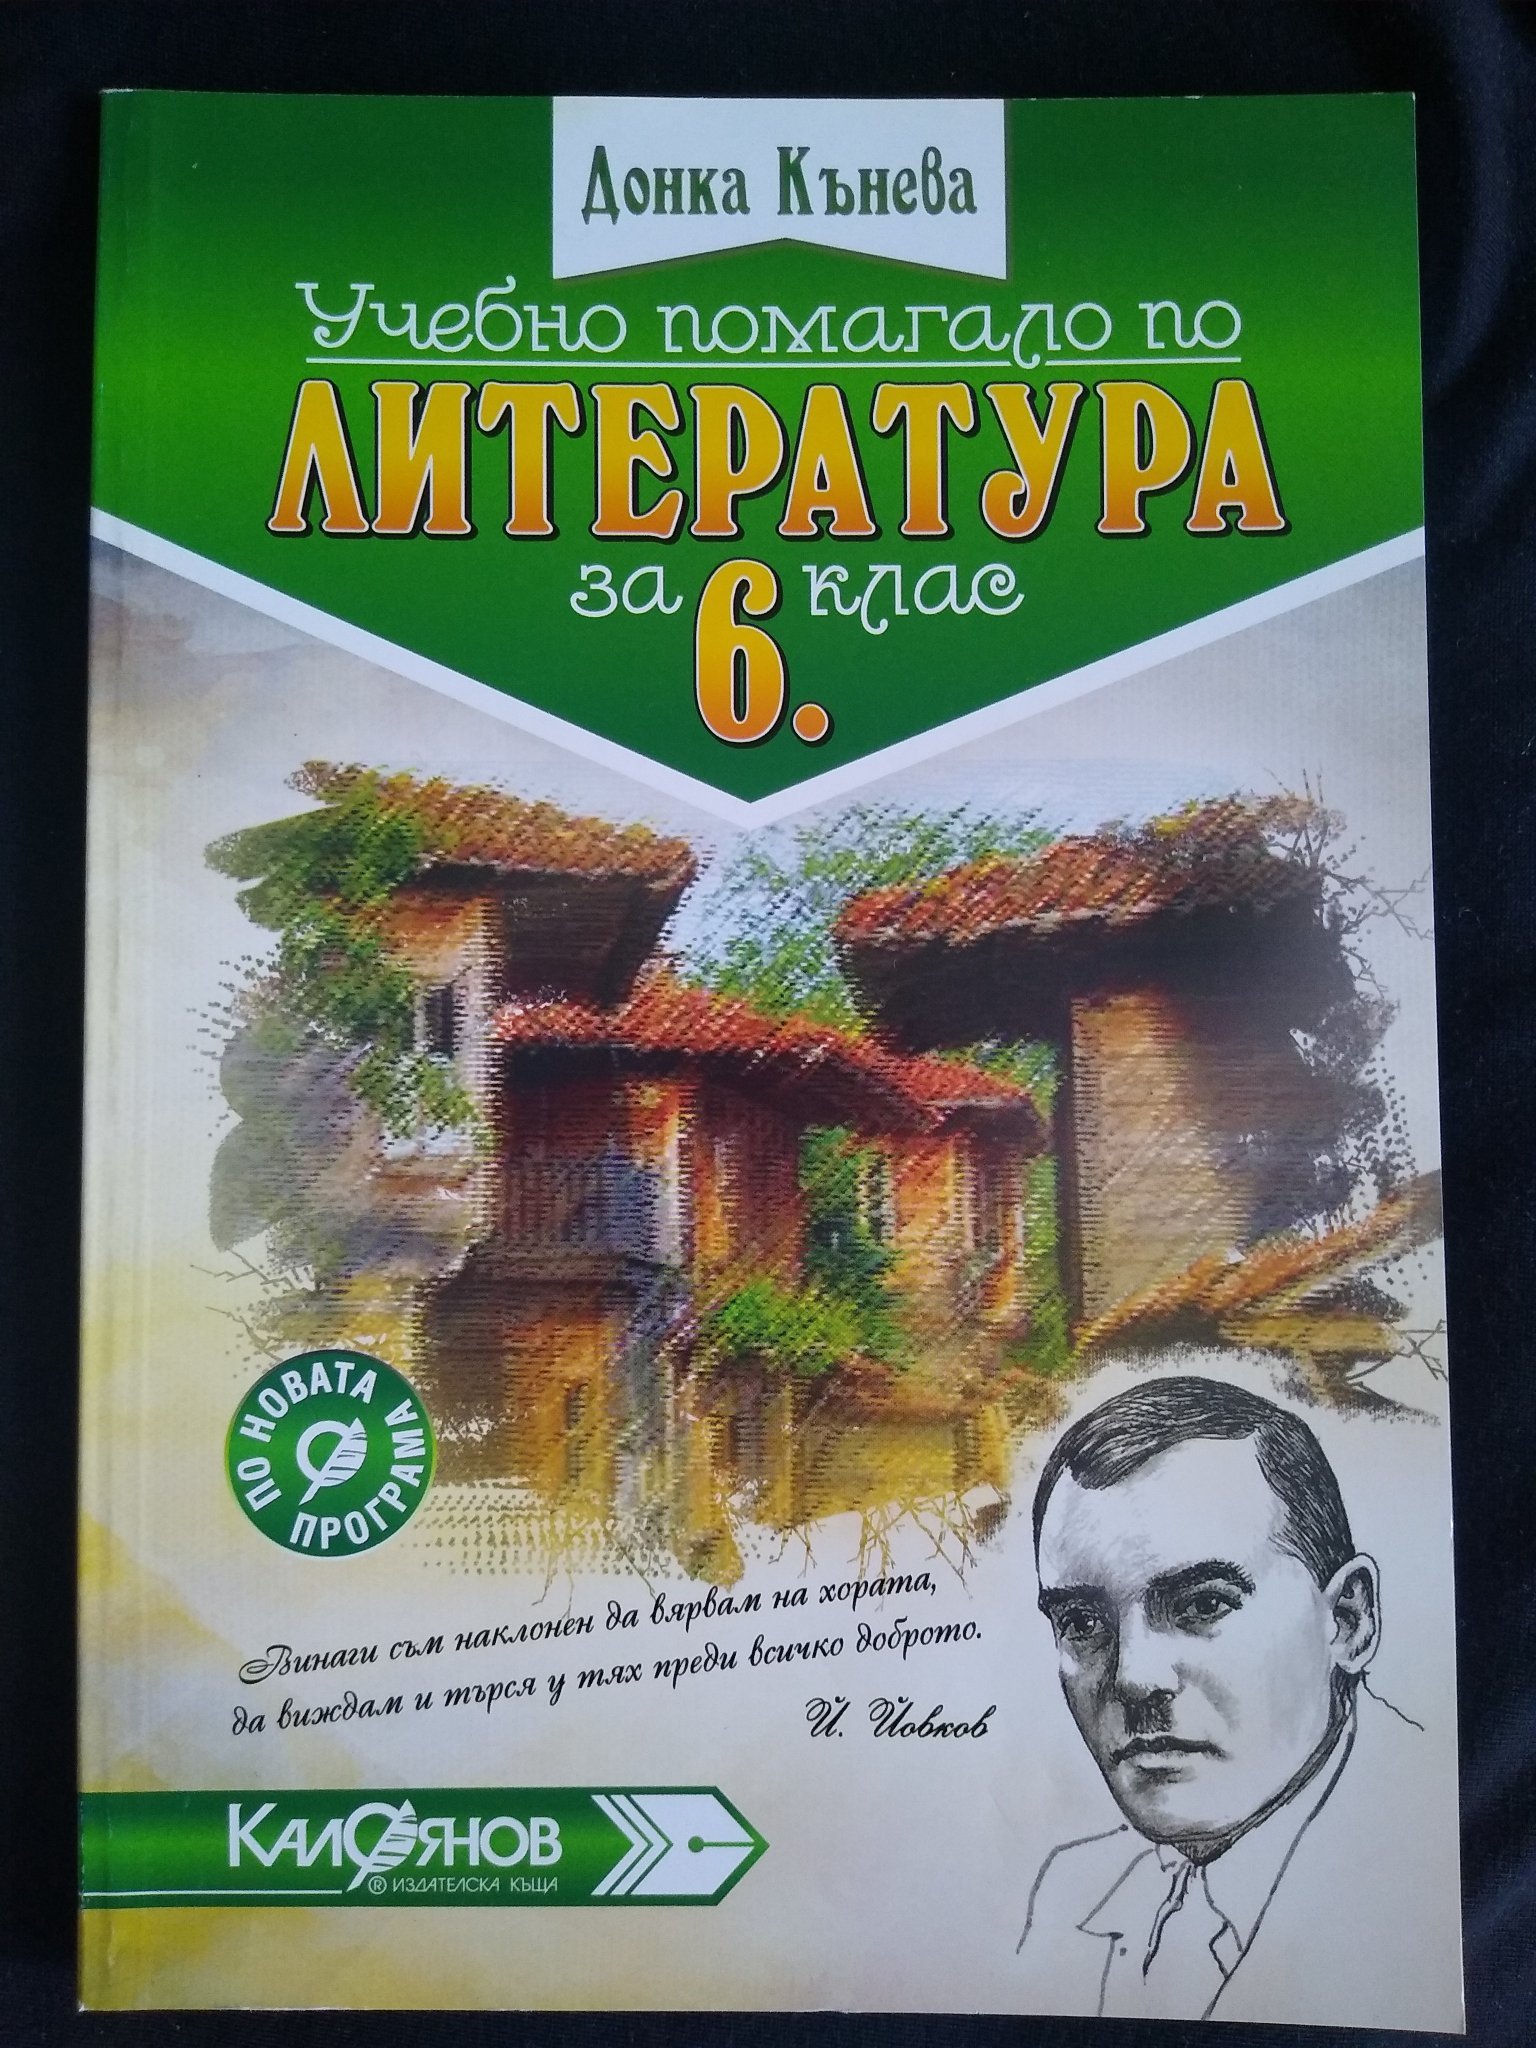 Донка Кънева
Учебно помагало по
ЛИТЕРАТУРА
за 6. клас
ПО НОВАТА
ПРОГРАМА
Винаги съм наклонен да вярвам на хората,
да виждам и търся у тях преди всичко доброто.
Й. Йовков
КАЛОЯНОВ
® ИЗДАТЕЛСКА КЪЩА